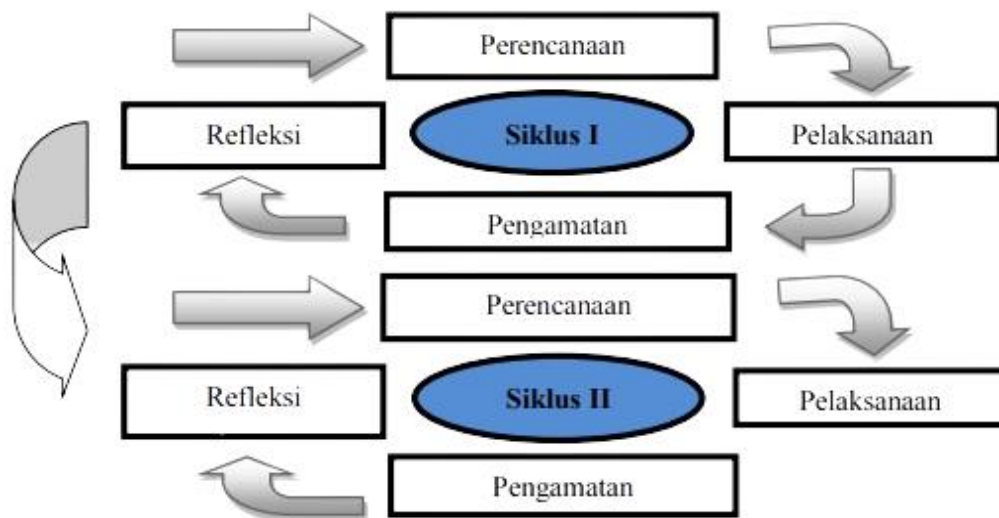 Perencanaan
Refleksi
Siklus I
Pelaksanaan
Pengamatan
Perencanaan
Refleksi
Siklus II
Pelaksanaan
Pengamatan